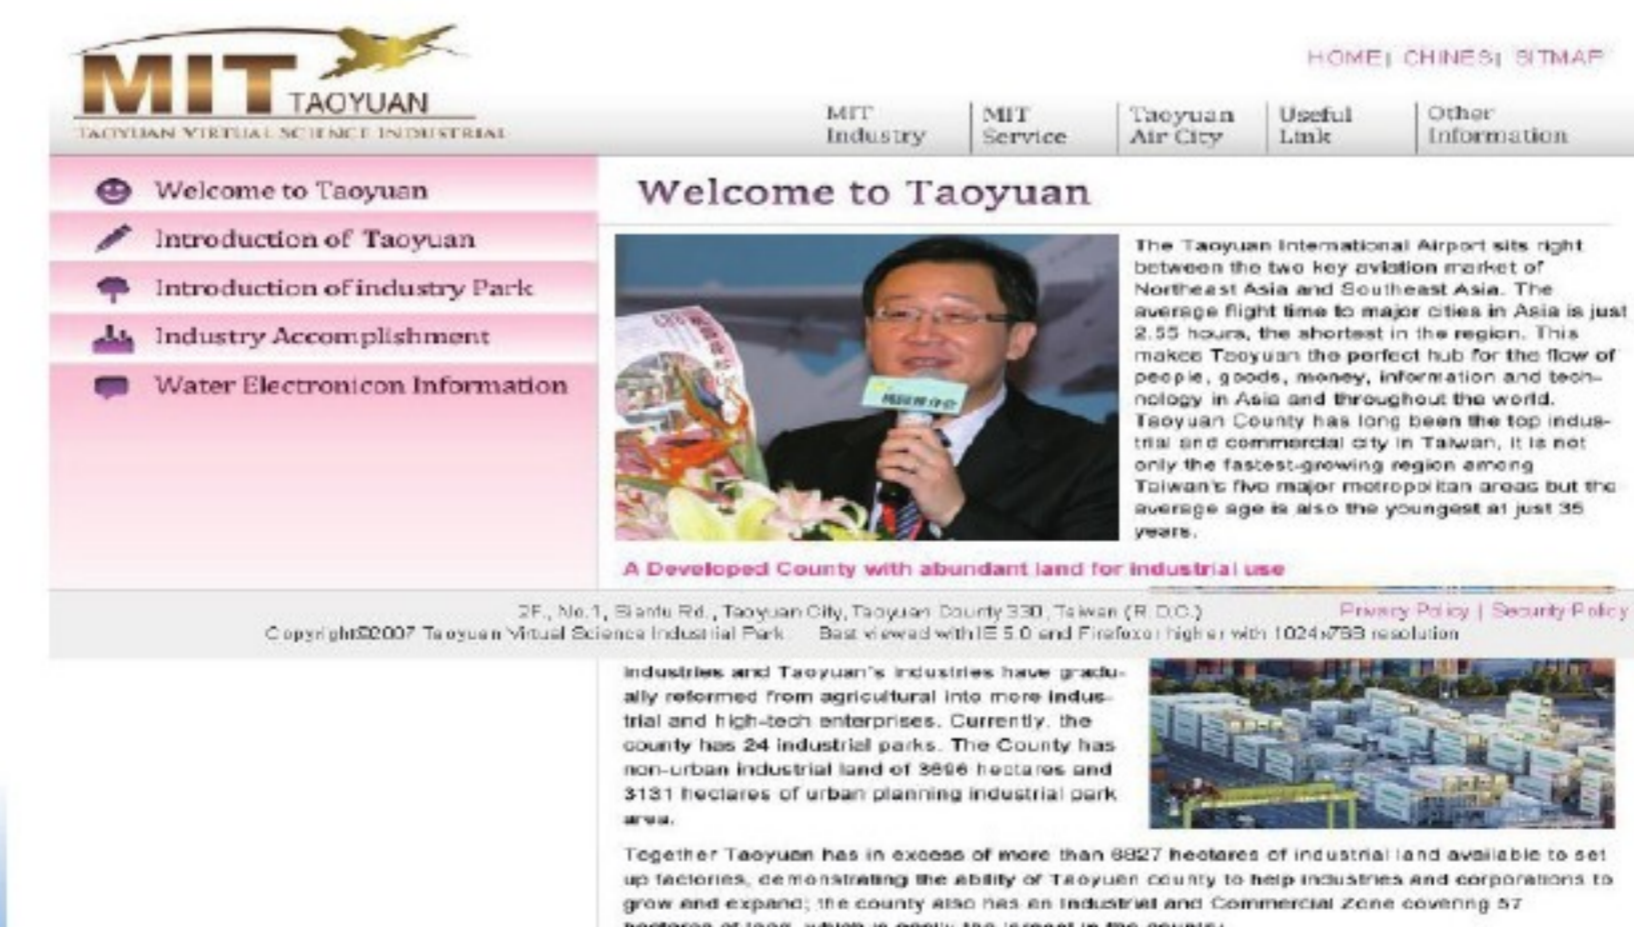 MIT TAOYUAN
TAOYUAN VIRTUAL SCIENCE INDUSTRIAL
HOME| CHINES| SITMAP
MIT Industry
MIT Service
Taoyuan Air City
Useful Link
Other Information
Welcome to Taoyuan
Introduction of Taoyuan
Introduction of industry Park
Industry Accomplishment
Water Electronicon Information
Welcome to Taoyuan
The Taoyuan International Airport sits right
between the two key aviation market of
Northeast Asia and Southeast Asia. The
average flight time to major cities in Asia is just
2.55 hours, the shortest in the region. This
makes Taoyuan the perfect hub for the flow of
people, goods, money, information and tech-
nology in Asia and throughout the world.
Taoyuan County has long been the top indus-
trial and commercial city in Taiwan, it is not
only the fastest-growing region among
Taiwan's five major metropolitan areas but the
average age is also the youngest at just 35
years.
A Developed County with abundant land for industrial use
2F., No.1, Sianfu Rd., Taoyuan City, Taoyuan County 330, Taiwan (R.O.C.)
Privacy Policy | Security Policy
Copyright©2007 Taoyuan Virtual Science Industrial Park Best viewed with IE 5.0 and Firefox or higher with 1024x768 resolution
industries and Taoyuan's industries have gradu-
ally reformed from agricultural into more indus-
trial and high-tech enterprises. Currently, the
county has 24 industrial parks. The County has
non-urban industrial land of 3696 hectares and
3131 hectares of urban planning industrial park
area.
Together Taoyuan has in excess of more than 6827 hectares of industrial land available to set
up factories, demonstrating the ability of Taoyuan county to help industries and corporations to
grow and expand; the county also has an Industrial and Commercial Zone covering 57
hectares of land, which is easily the largest in the country.